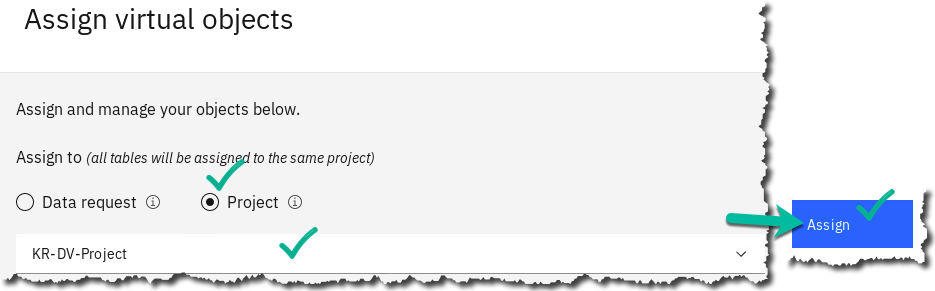 Assign virtual objects
Assign and manage your objects below.
Assign to (all tables will be assigned to the same project)
Data request Project
KR-DV-Project
Assign